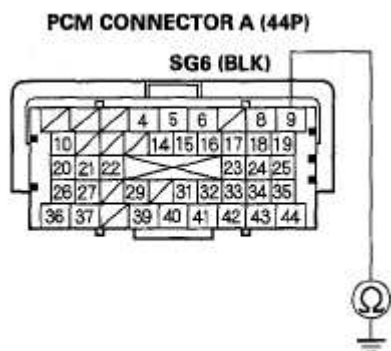 PCM CONNECTOR A (44P)
SG6 (BLK)
4 5 6 8 9
10 14 15 16 17 18 19
20 21 22 23 24 25
26 27 29 31 32 33 34 35
36 37 39 40 41 42 43 44
Ω